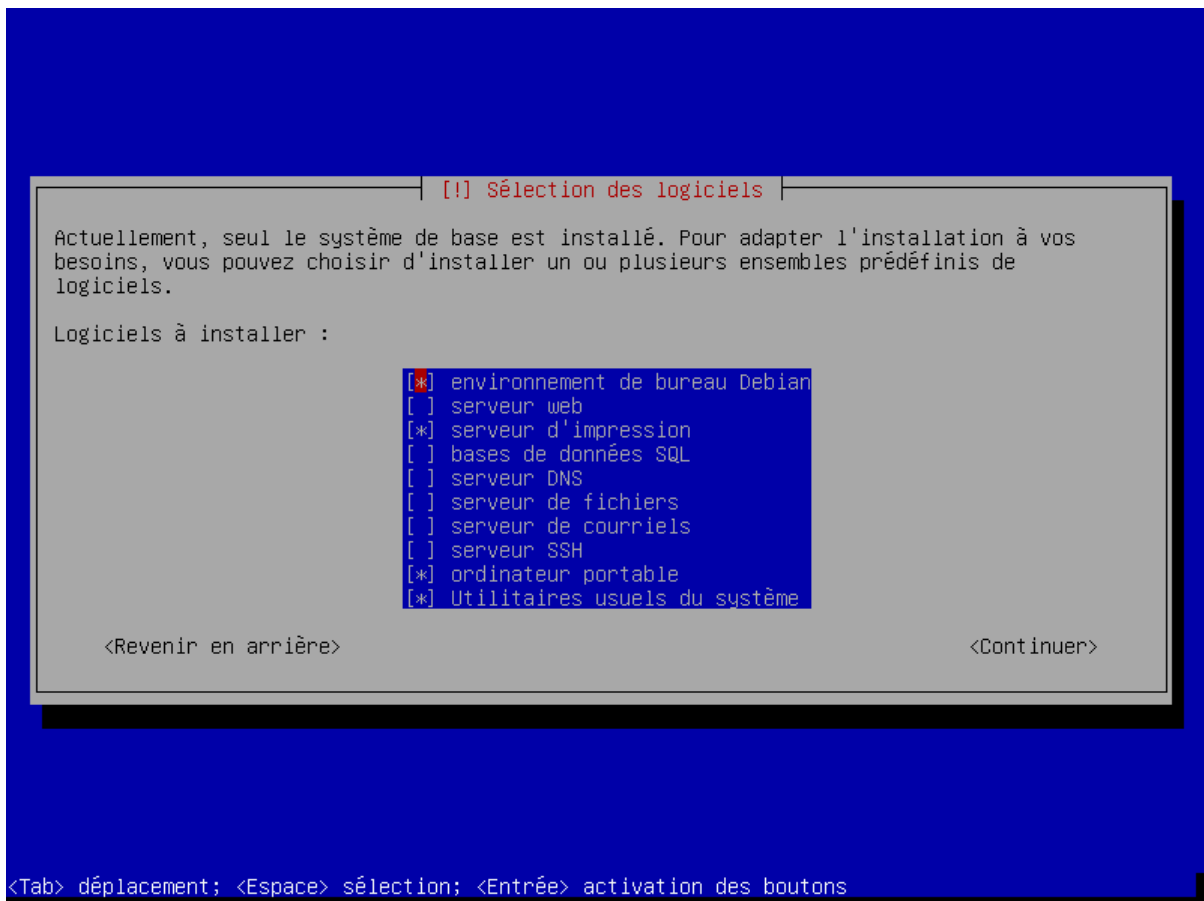 [!] Sélection des logiciels
Actuellement, seul le système de base est installé. Pour adapter l'installation à vos
besoins, vous pouvez choisir d'installer un ou plusieurs ensembles prédéfinis de
logiciels.
Logiciels à installer :
[*] environnement de bureau Debian
[ ] serveur web
[*] serveur d'impression
[ ] bases de données SQL
[ ] serveur DNS
[ ] serveur de fichiers
[ ] serveur de courriels
[ ] serveur SSH
[*] ordinateur portable
[*] Utilitaires usuels du système
<Revenir en arrière> <Continuer>
<Tab> déplacement; <Espace> sélection; <Entrée> activation des boutons